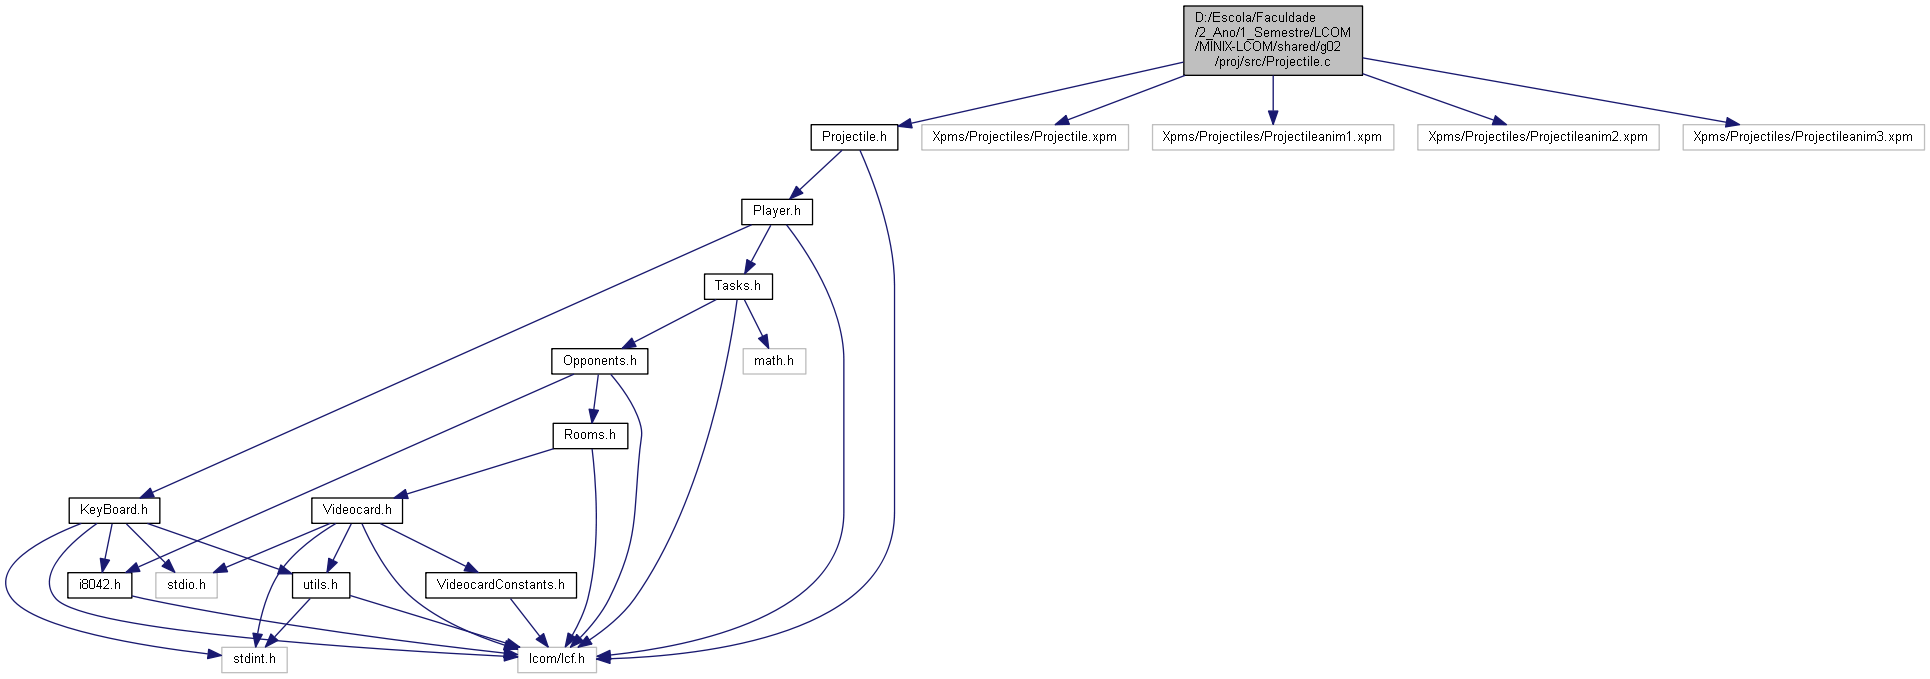 D:/Escola/Faculdade
/2_Ano/1_Semestre/LCOM
/MINIX-LCOM/shared/g02
/proj/src/Projectile.c
Projectile.h
Xpms/Projectiles/Projectile.xpm
Xpms/Projectiles/Projectileanim1.xpm
Xpms/Projectiles/Projectileanim2.xpm
Xpms/Projectiles/Projectileanim3.xpm
Player.h
Tasks.h
Opponents.h
math.h
Rooms.h
KeyBoard.h
Videocard.h
i8042.h
stdio.h
utils.h
VideocardConstants.h
stdint.h
lcom/lcf.h